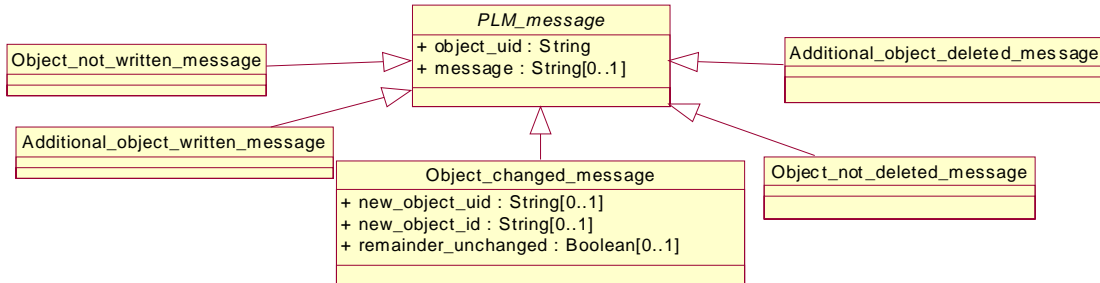 PLM_message
+ object_uid : String
+ message : String[0..1]
Object_not_written_message
Additional_object_deleted_message
Additional_object_written_message
Object_changed_message
+ new_object_uid : String[0..1]
+ new_object_id : String[0..1]
+ remainder_unchanged : Boolean[0..1]
Object_not_deleted_message